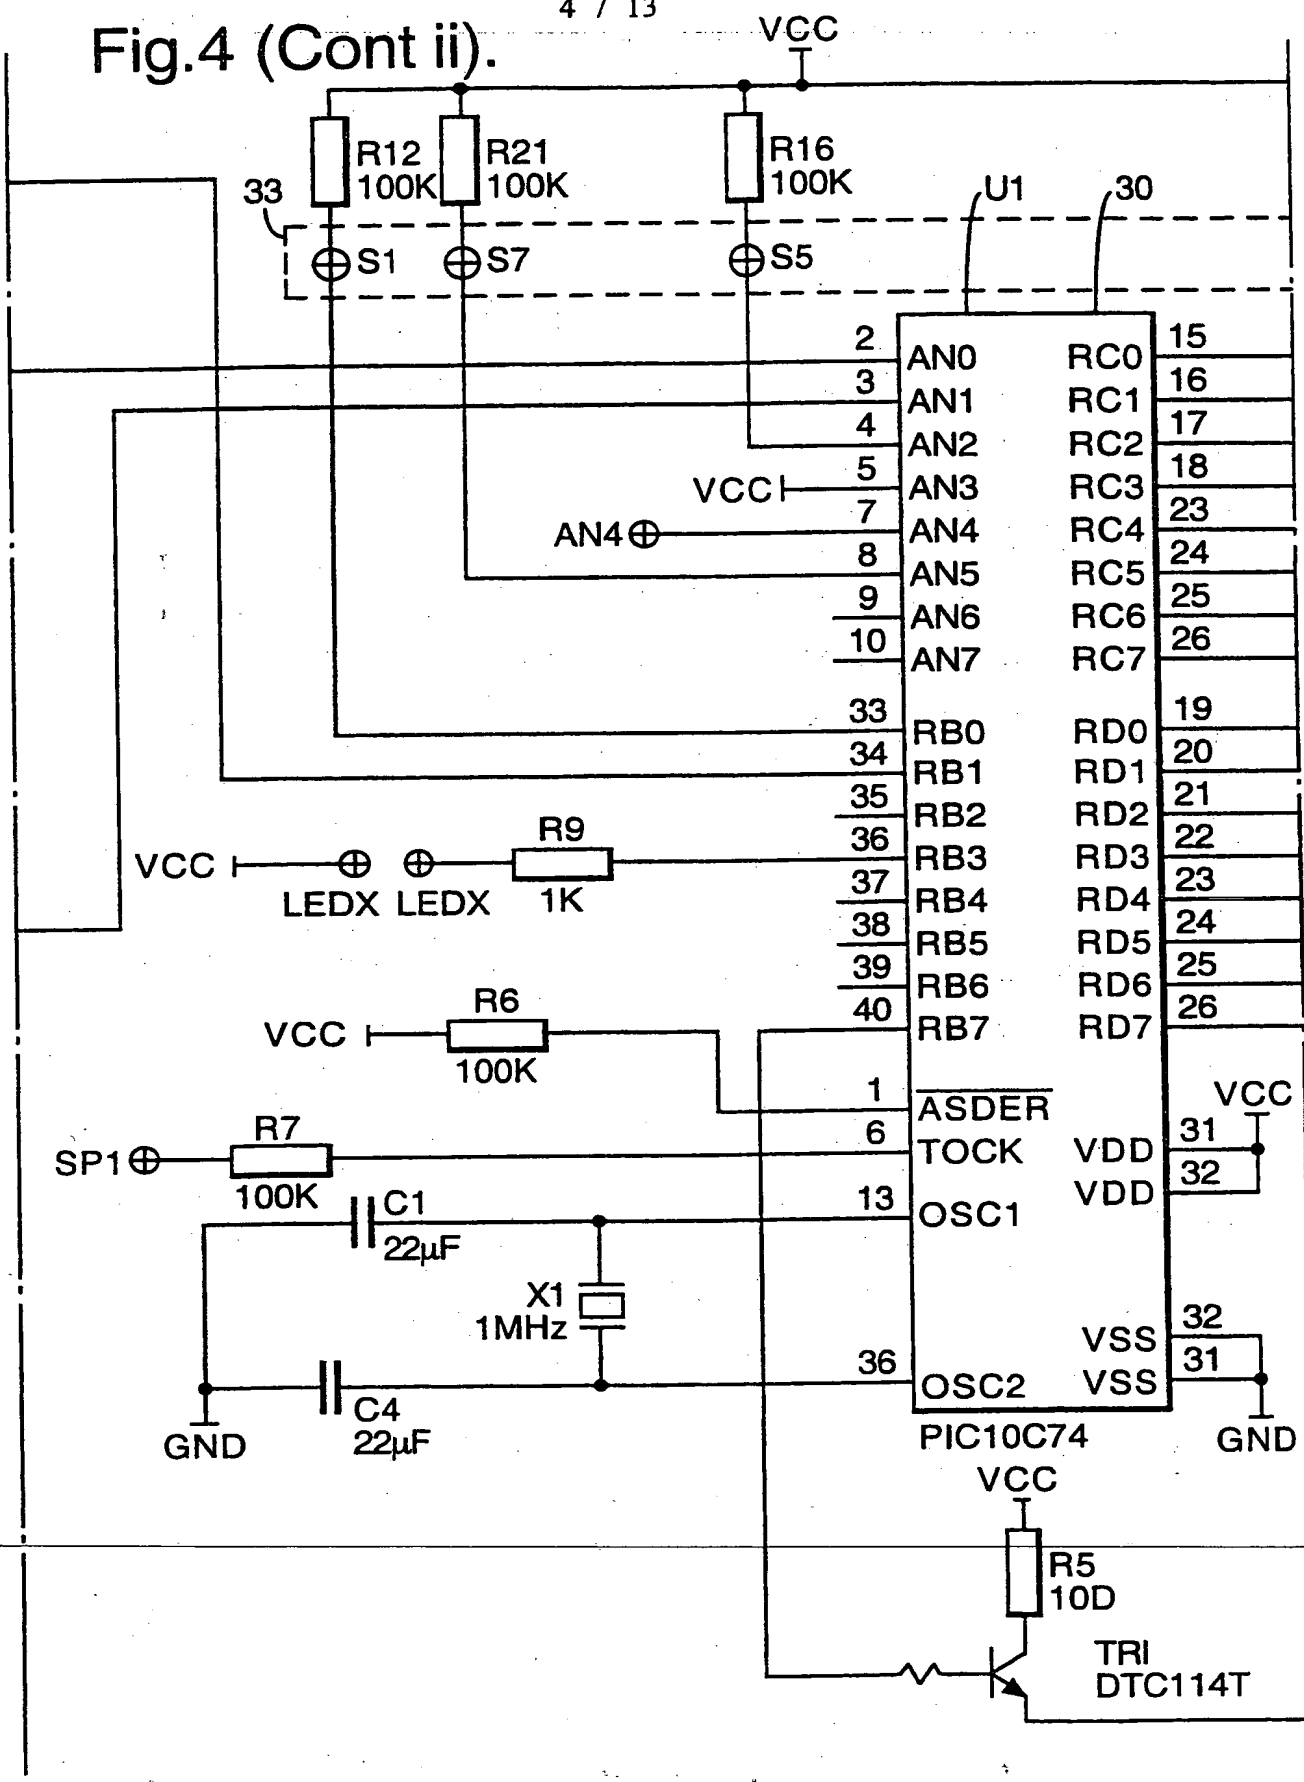 4 / 13
Fig.4 (Cont ii).
VCC
R12
100K
R21
100K
R16
100K
33
U1
30
S1
S7
S5
2
AN0
RC0
15
3
AN1
RC1
16
4
AN2
RC2
17
VCC
5
AN3
RC3
18
AN4
7
AN4
RC4
23
8
AN5
RC5
24
9
AN6
RC6
25
10
AN7
RC7
26
33
RB0
RD0
19
34
RB1
RD1
20
35
RB2
RD2
21
VCC
LEDX
LEDX
R9
1K
36
RB3
RD3
22
37
RB4
RD4
23
38
RB5
RD5
24
39
RB6
RD6
25
40
RB7
RD7
26
VCC
R6
100K
1
ASDER
VCC
SP1
R7
100K
6
TOCK
VDD
31
VDD
32
C1
22µF
13
OSC1
X1
1MHz
VSS
32
36
OSC2
VSS
31
C4
22µF
GND
PIC10C74
GND
VCC
R5
10D
TRI
DTC114T